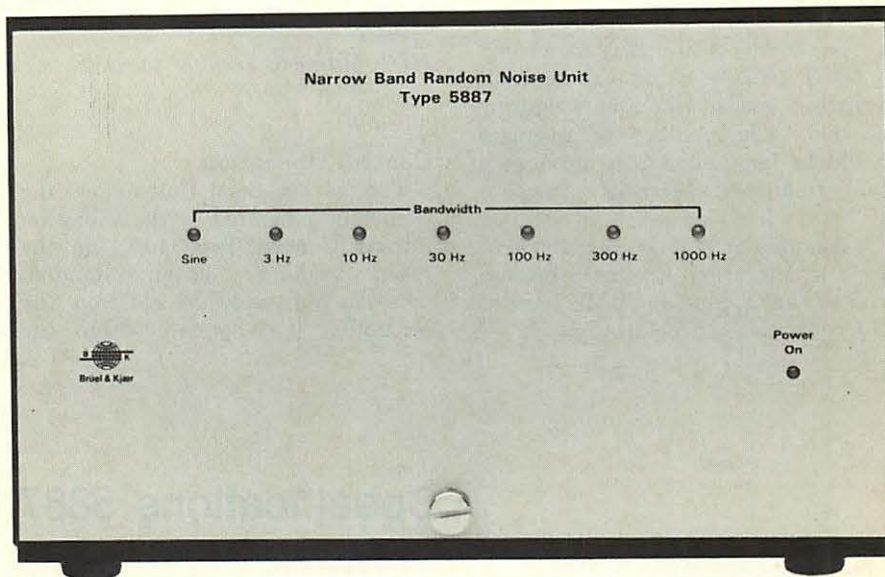 Narrow Band Random Noise Unit
Type 5887
Bandwidth
Sine 3 Hz 10 Hz 30 Hz 100 Hz 300 Hz 1000 Hz
B K
Brüel & Kjær
Power
On